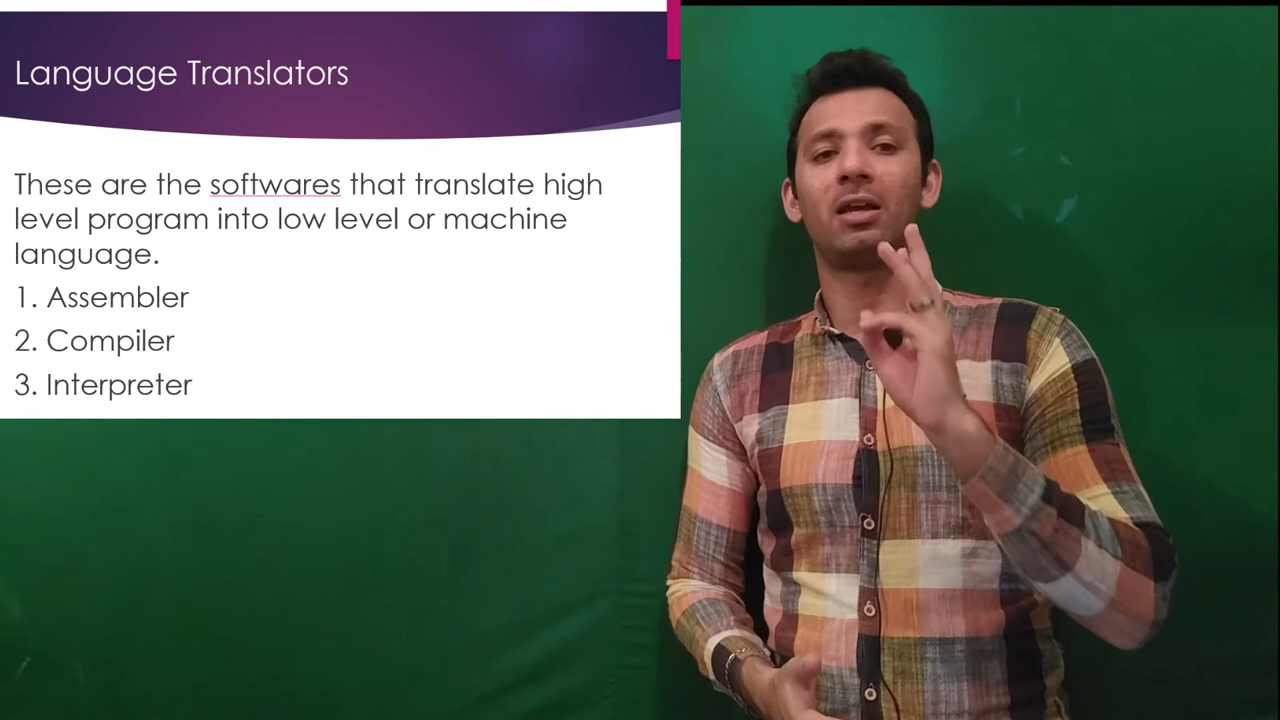 Language Translators
These are the softwares that translate high
level program into low level or machine
language.
1. Assembler
2. Compiler
3. Interpreter